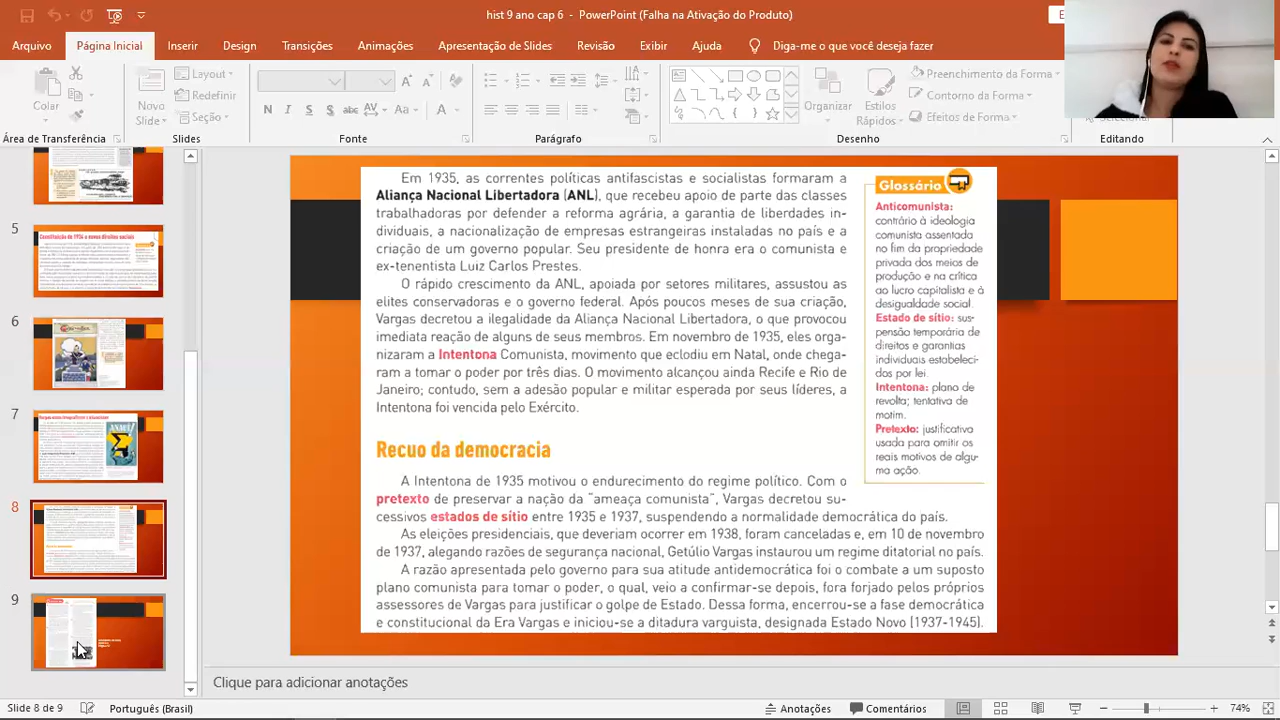 hist 9 ano cap 6 - PowerPoint (Falha na Ativação do Produto)
Arquivo
Página Inicial
Inserir
Design
Transições
Animações
Apresentação de Slides
Revisão
Exibir
Ajuda
Diga-me o que você deseja fazer
Colar
Novo
Slide
Layout
Redefinir
Seção
N I S S abc AV Aa A
Organizar
Estilos
Rápidos
Preenchimento da Forma
Contorno da Forma
Efeitos de Forma
Área de Transferência
Slides
Fonte
Parágrafo
Desenho
Editando
5
Constituição de 1934 e novos direitos sociais
6
7
8
9
Em 1935, as correntes políticas antifascistas e socialistas formaram a
Aliança Nacional Libertadora (ANL), que recebeu apoio de parte das classes
trabalhadoras por defender a reforma agrária, a garantia de liberdades in-
dividuais, a nacionalização de empresas estrangeiras instaladas no país e a
criação de um governo popular. Seu presidente de honra era o comunista
ex-tenentista Luiz Carlos Prestes.
O rápido crescimento da ANL, apoiada por setores militares, assustou as
elites conservadoras e o governo federal. Após poucos meses de sua criação,
Vargas decretou a ilegalidade da Aliança Nacional Libertadora, o que provocou
imediata reação de alguns de seus membros. Em novembro de 1935, eles orga-
nizaram a Intentona Comunista, movimento que eclodiu em Natal, onde chega-
ram a tomar o poder por três dias. O movimento alcançou ainda Recife e Rio de
Janeiro; contudo, sem a adesão popular e militar esperada por seus líderes, a
Intentona foi vencida pelo Exército.
Recuo da democracia
A Intentona de 1935 motivou o endurecimento do regime político. Com o
pretexto de preservar a nação da “ameaça comunista”, Vargas decretou su-
estados de 1935 e 1937, suspendendo a democrática do país.
As eleições presidenciais, que deveriam ocorrer em 1938, foram canceladas e, em 10 de novembro
de 1937, alegando razões de segurança nacional, Getúlio Vargas instaurou o regime ditatorial no país.
A razão apresentada pelo governo para sua atitude antidemocrática foi o combate a um suposto
plano comunista para tomar o poder, o qual, veio a confirmar-se depois, fora forjado pelos próprios
assessores de Vargas para justificar o golpe de Estado. Dessa forma, encerrou-se a fase democrática
e constitucional da Era Vargas e iniciou-se a ditadura varguista, designada Estado Novo (1937-1945).
Glossário
Anticomunista:
contrário à ideologia
comunista assentada
no fim da propriedade
privada dos meios de
produção e na crítica
ao lucro capitalista e à
desigualdade social.
Estado de sítio: sus-
pensão temporária de
direitos e garantias
individuais estabeleci-
dos por lei.
Intentona: plano de
revolta; tentativa de
motim.
Pretexto: justificativa
usada para omitir os
reais motivos de algu-
ma ação.
Clique para adicionar anotações
Slide 8 de 9
Português (Brasil)
Anotações
Comentários
74%